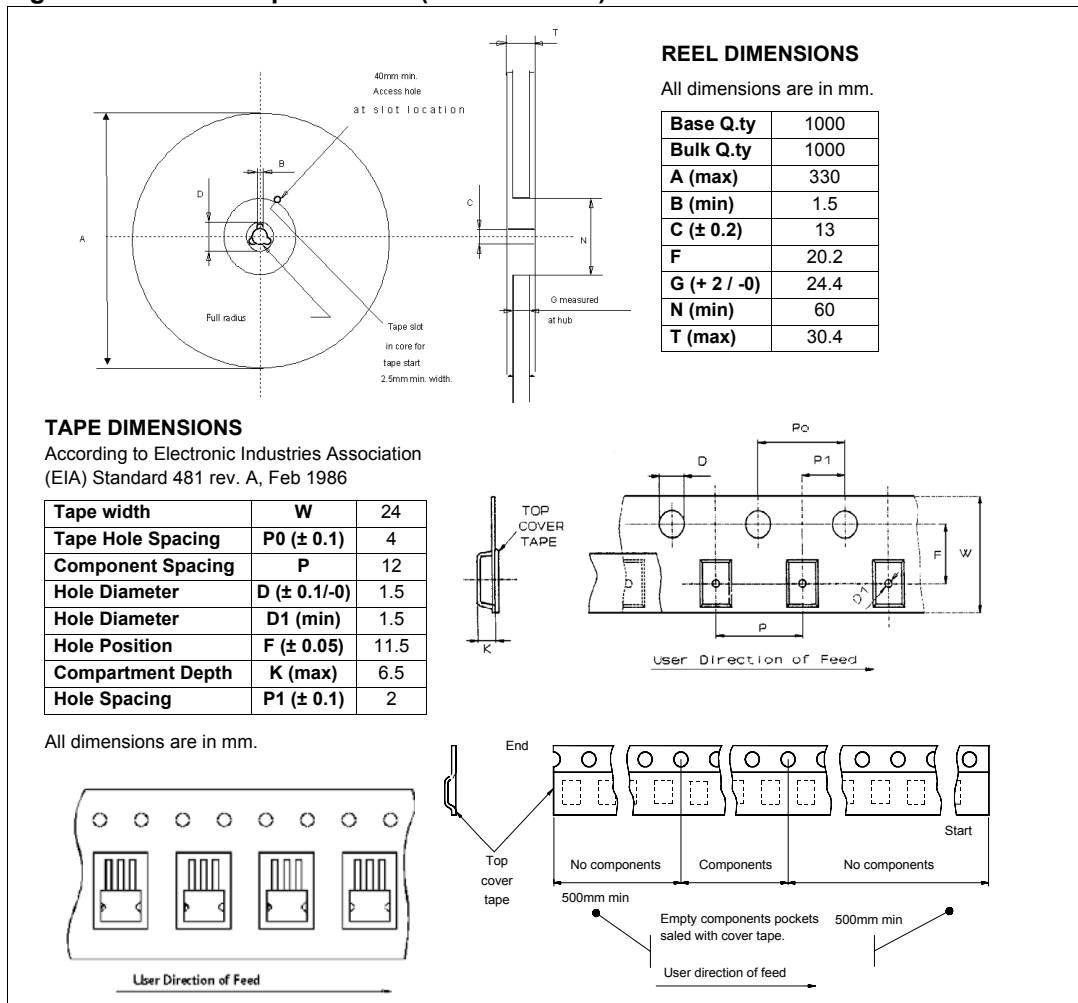 40mm min.
Access hole
at slot location
T
B
D
A
C
N
Full radius
Tape slot
in core for
tape start
2.5mm min. width.
G measured
at hub
REEL DIMENSIONS
All dimensions are in mm.
Base Q.ty 1000
Bulk Q.ty 1000
A (max) 330
B (min) 1.5
C (± 0.2) 13
F 20.2
G (+ 2 / -0) 24.4
N (min) 60
T (max) 30.4
TAPE DIMENSIONS
According to Electronic Industries Association
(EIA) Standard 481 rev. A, Feb 1986
Tape width W 24
Tape Hole Spacing P0 (± 0.1) 4
Component Spacing P 12
Hole Diameter D (± 0.1/-0) 1.5
Hole Diameter D1 (min) 1.5
Hole Position F (± 0.05) 11.5
Compartment Depth K (max) 6.5
Hole Spacing P1 (± 0.1) 2
All dimensions are in mm.
TOP
COVER
TAPE
K
Po
D
P1
F
W
D1
P
User Direction of Feed
User Direction of Feed
End
Start
Top
cover
tape
No components
Components
No components
500mm min
500mm min
Empty components pockets
saled with cover tape.
User direction of feed